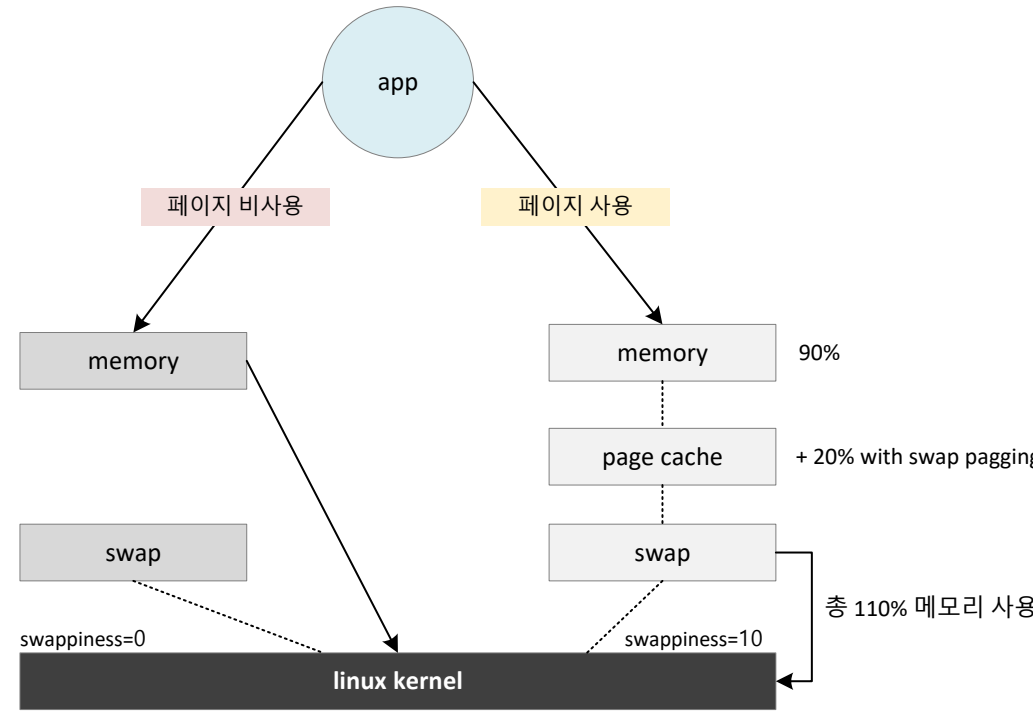 app
페이지 비사용
페이지 사용
memory
memory
90%
page cache
+ 20% with swap pagging
swap
swap
총 110% 메모리 사용
swappiness=0
swappiness=10
linux kernel